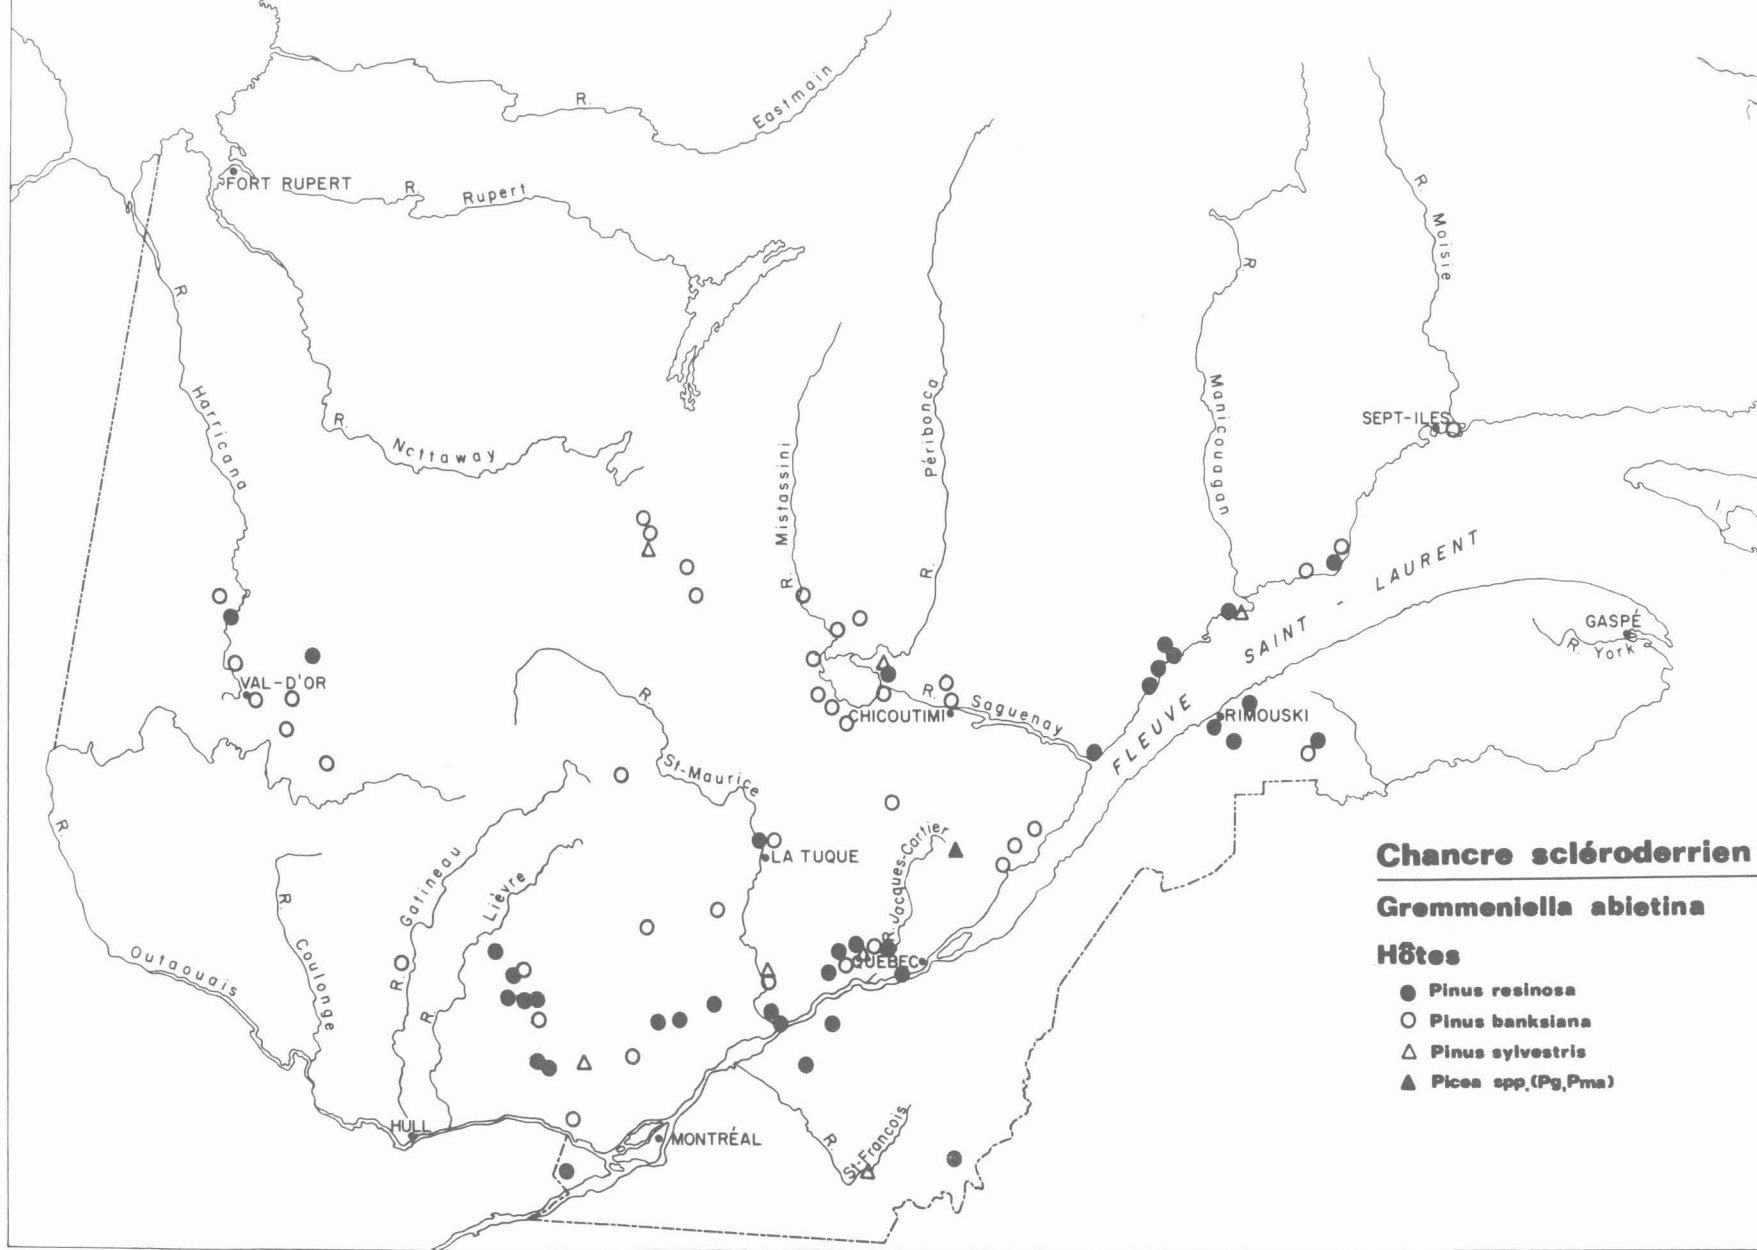 R.
Eastmain
FORT RUPERT
R.
Rupert
R.
Moisie
R.
Manicouagan
R.
Harricana
R.
Nottaway
R.
Mistassini
R.
Péribonca
SEPT-ILES
FLEUVE SAINT - LAURENT
GASPÉ
R. York
VAL-D'OR
R.
St-Maurice
CHICOUTIMI
R. Saguenay
RIMOUSKI
LA TUQUE
R. Jacques-Cartier
QUÉBEC
R.
Outaouais
R.
Coulonge
R.
Gatineau
R.
Lièvre
HULL
MONTRÉAL
R.
St-François
Chancre scléroderrien
Gremmeniella abietina
Hôtes
Pinus resinosa
Pinus banksiana
Pinus sylvestris
Picea spp.(Pg,Pma)